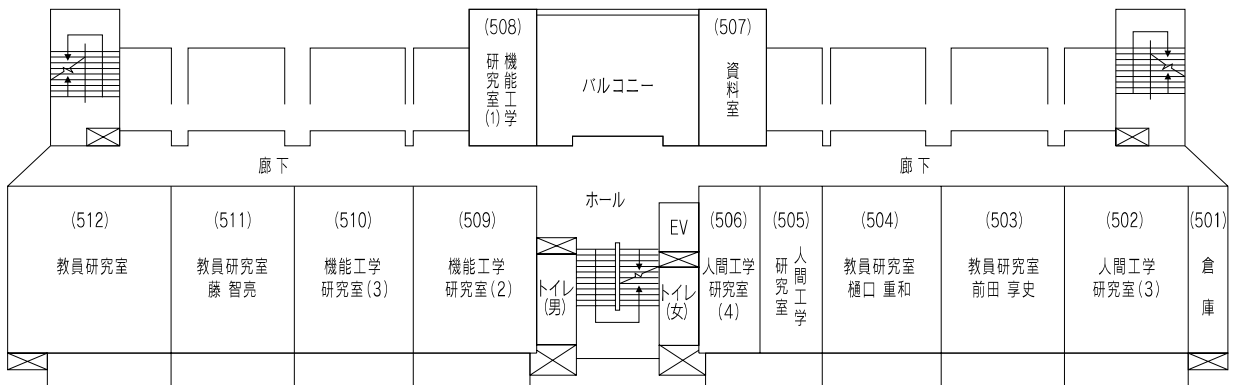 (508)
機能工学
研究室(1)
バルコニー
(507)
資料室
廊下
ホール
廊下
(512)
教員研究室
(511)
教員研究室
藤 智亮
(510)
機能工学
研究室(3)
(509)
機能工学
研究室(2)
トイレ
(男)
EV
トイレ
(女)
(506)
人間工学
研究室
(4)
(505)
人間工学
研究室
(504)
教員研究室
樋口 重和
(503)
教員研究室
前田 享史
(502)
人間工学
研究室(3)
(501)
倉庫